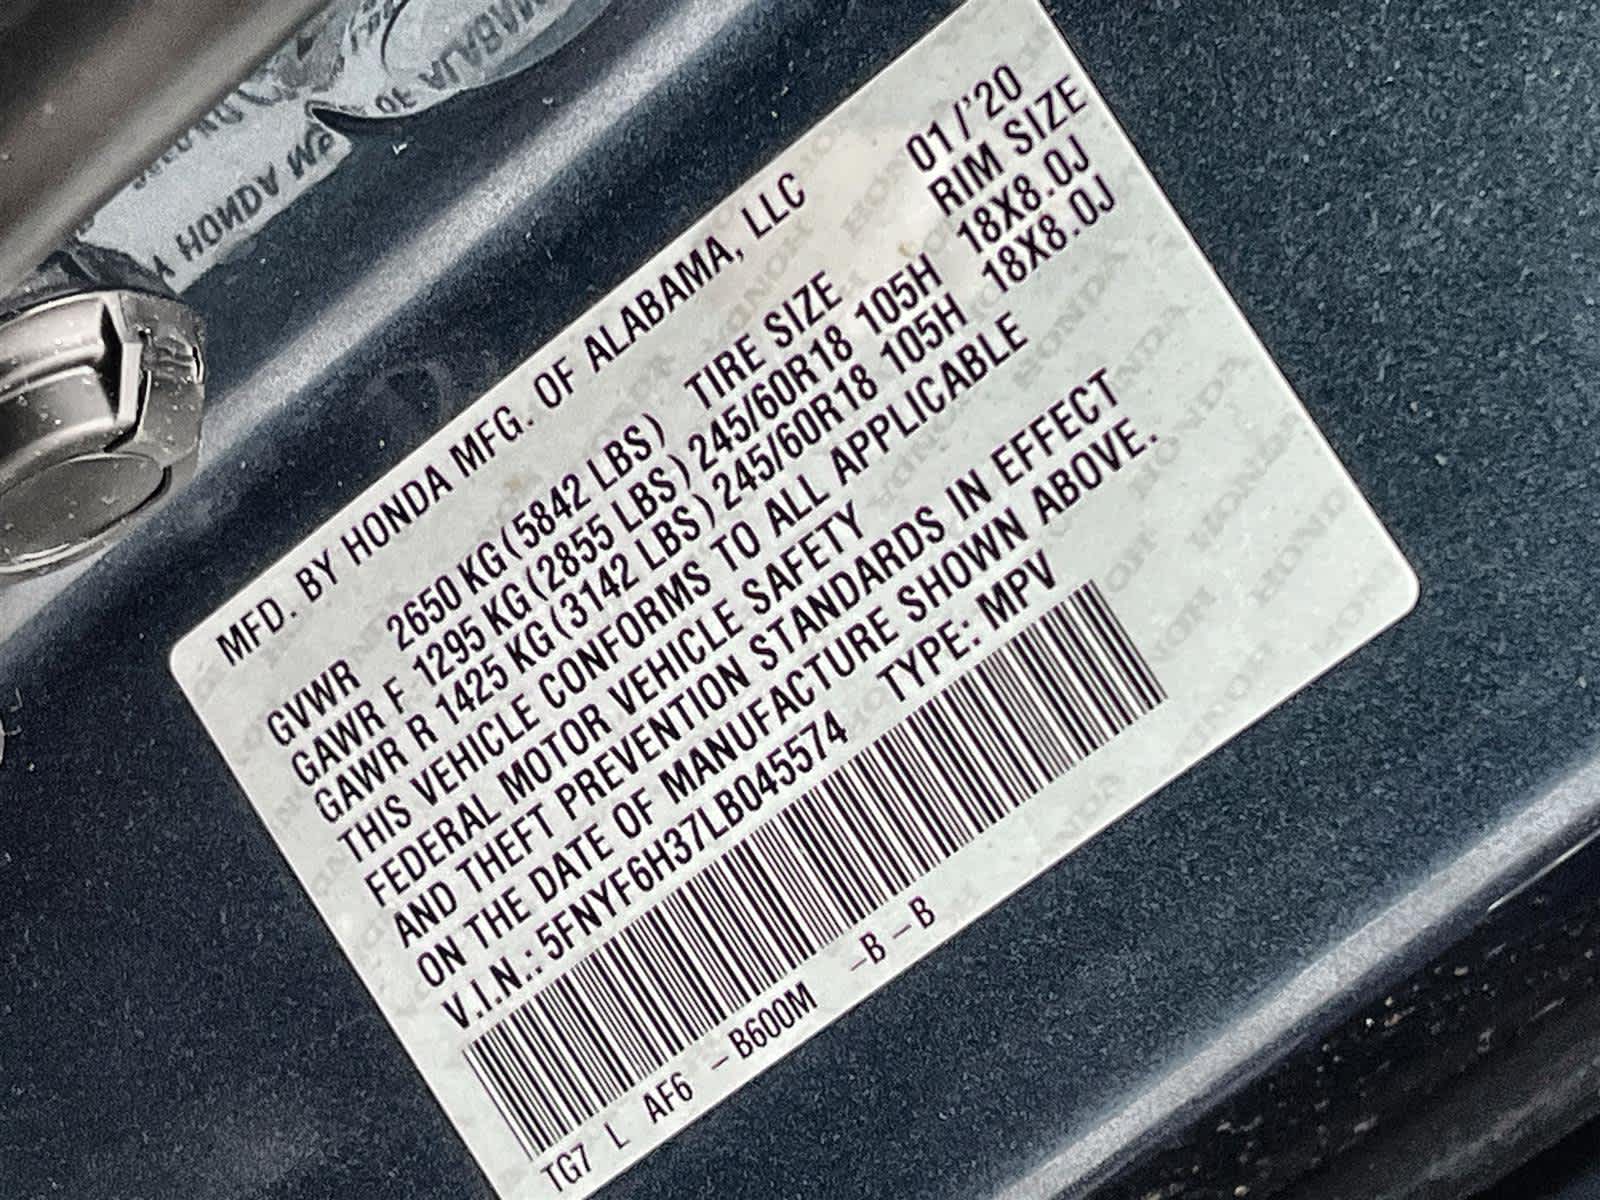 A HONDA
OF ALABAMA
MFD. BY HONDA MFG. OF ALABAMA, LLC 01/'20
GVWR 2650 KG (5842 LBS) TIRE SIZE RIM SIZE
GAWR F 1295 KG (2855 LBS) 245/60R18 105H 18X8.0J
GAWR R 1425 KG (3142 LBS) 245/60R18 105H 18X8.0J
THIS VEHICLE CONFORMS TO ALL APPLICABLE
FEDERAL MOTOR VEHICLE SAFETY
AND THEFT PREVENTION STANDARDS IN EFFECT
ON THE DATE OF MANUFACTURE SHOWN ABOVE.
V.I.N.: 5FNYF6H37LB045574 TYPE: MPV
TG7 L AF6 –B600M –B –B